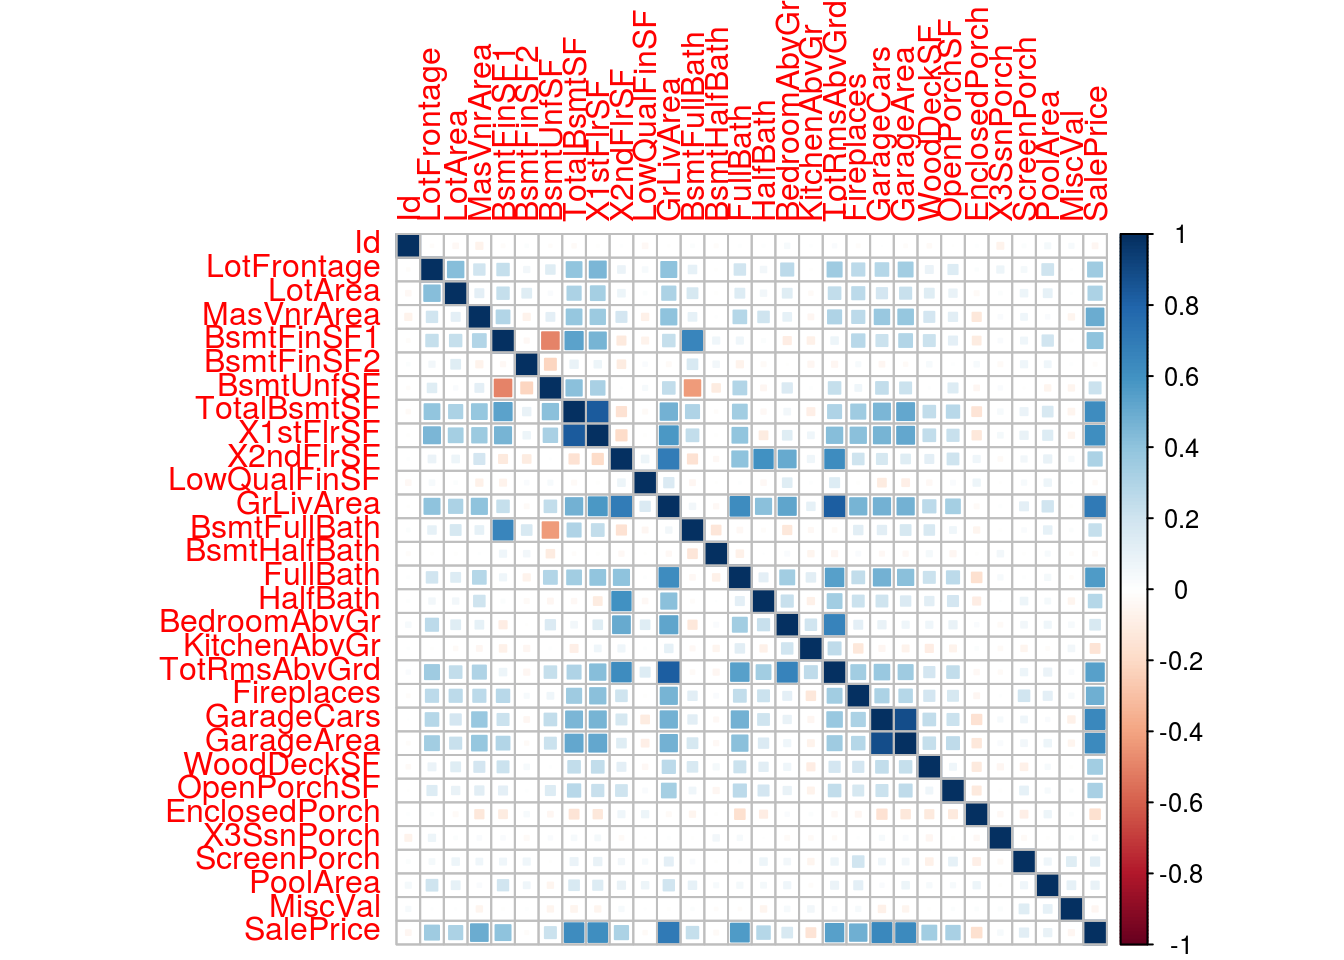 Id
LotFrontage
LotArea
MasVnrArea
BsmtFinSF1
BsmtFinSF2
BsmtUnfSF
TotalBsmtSF
X1stFlrSF
X2ndFlrSF
LowQualFinSF
GrLivArea
BsmtFullBath
BsmtHalfBath
FullBath
HalfBath
BedroomAbvGr
KitchenAbvGr
TotRmsAbvGrd
Fireplaces
GarageCars
GarageArea
WoodDeckSF
OpenPorchSF
EnclosedPorch
X3SsnPorch
ScreenPorch
PoolArea
MiscVal
SalePrice
Id
LotFrontage
LotArea
MasVnrArea
BsmtFinSF1
BsmtFinSF2
BsmtUnfSF
TotalBsmtSF
X1stFlrSF
X2ndFlrSF
LowQualFinSF
GrLivArea
BsmtFullBath
BsmtHalfBath
FullBath
HalfBath
BedroomAbvGr
KitchenAbvGr
TotRmsAbvGrd
Fireplaces
GarageCars
GarageArea
WoodDeckSF
OpenPorchSF
EnclosedPorch
X3SsnPorch
ScreenPorch
PoolArea
MiscVal
SalePrice
1
0.8
0.6
0.4
0.2
0
-0.2
-0.4
-0.6
-0.8
-1